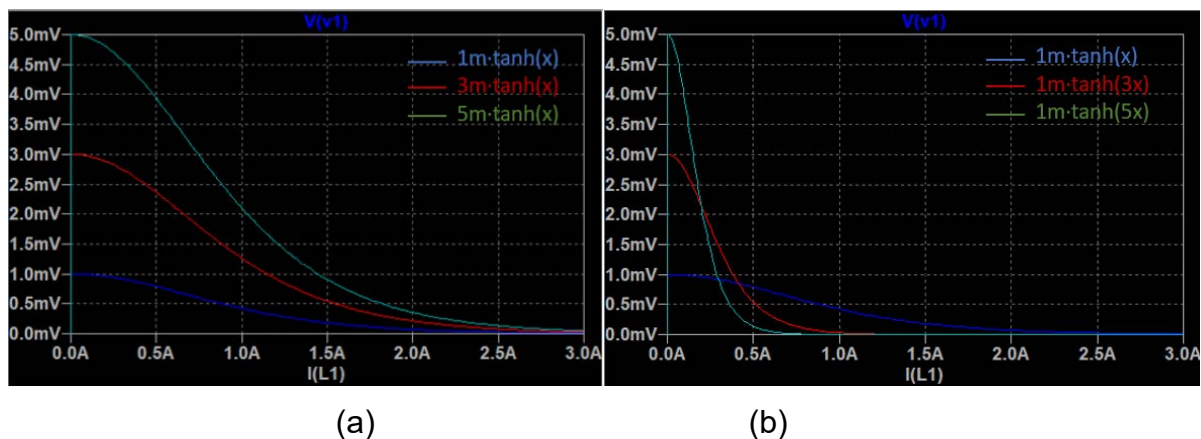 V(v1)
5.0mV
4.5mV
4.0mV
3.5mV
3.0mV
2.5mV
2.0mV
1.5mV
1.0mV
0.5mV
0.0mV
1m·tanh(x)
3m·tanh(x)
5m·tanh(x)
0.0A 0.5A 1.0A 1.5A 2.0A 2.5A 3.0A
I(L1)
(a)
V(v1)
5.0mV
4.5mV
4.0mV
3.5mV
3.0mV
2.5mV
2.0mV
1.5mV
1.0mV
0.5mV
0.0mV
1m·tanh(x)
1m·tanh(3x)
1m·tanh(5x)
0.0A 0.5A 1.0A 1.5A 2.0A 2.5A 3.0A
I(L1)
(b)